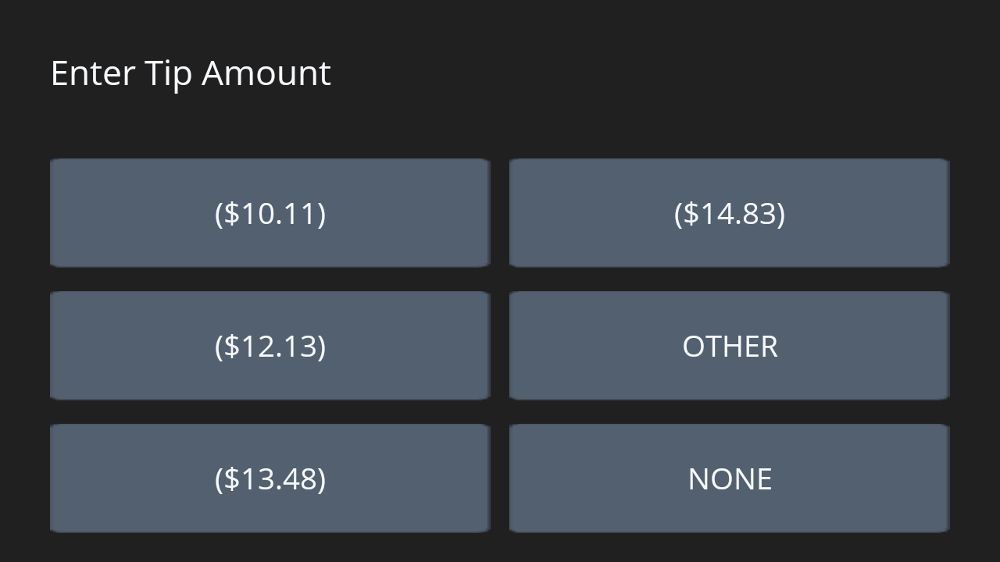 Enter Tip Amount
($10.11)
($14.83)
($12.13)
OTHER
($13.48)
NONE